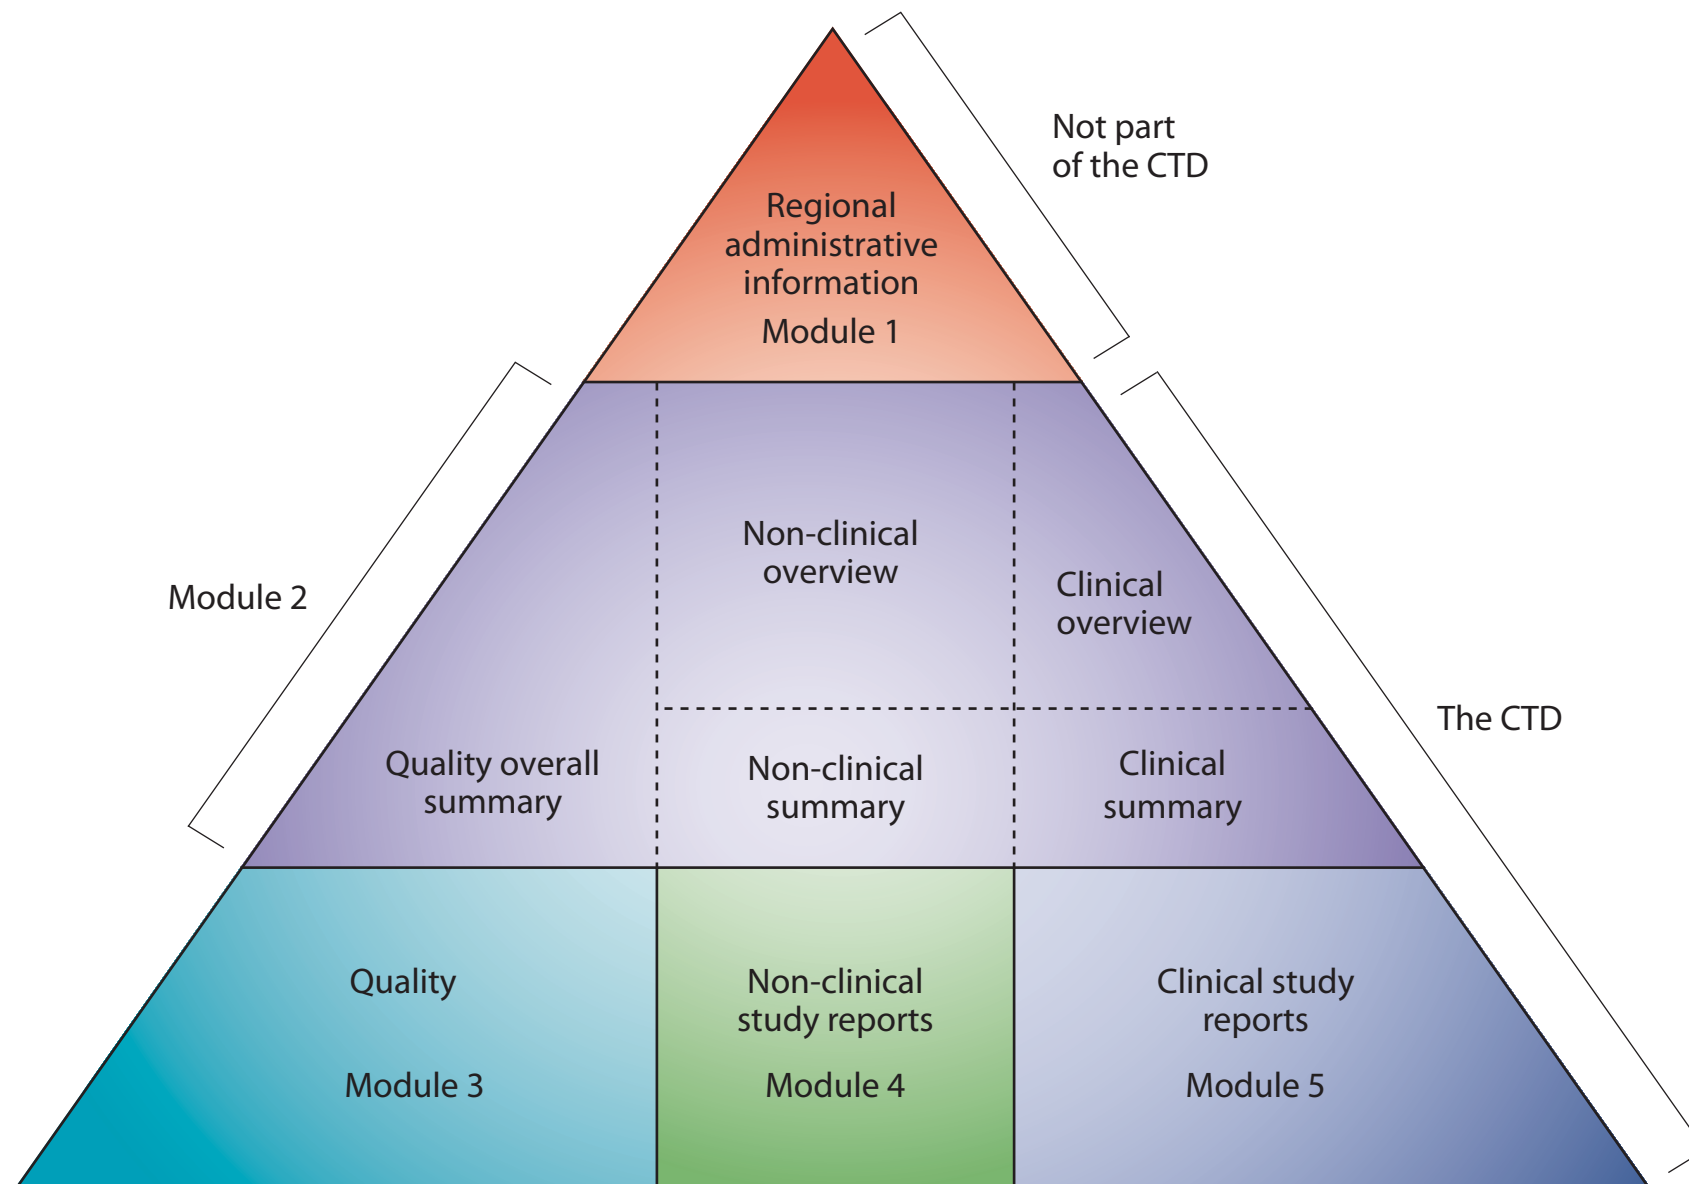 Not part
of the CTD
Regional
administrative
information
Module 1
Module 2
Non-clinical
overview
Clinical
overview
The CTD
Quality overall
summary
Non-clinical
summary
Clinical
summary
Quality
Module 3
Non-clinical
study reports
Module 4
Clinical study
reports
Module 5